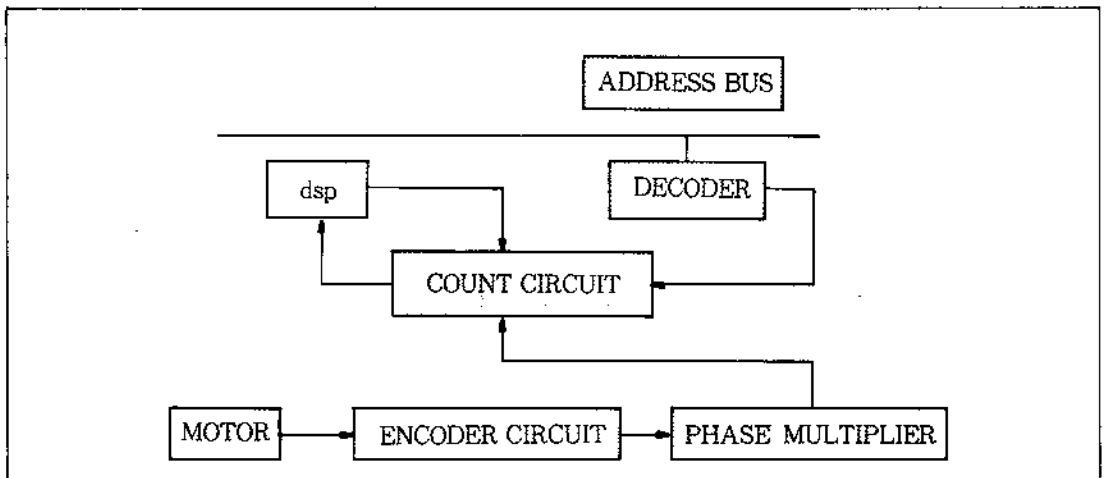 ADDRESS BUS
dsp
DECODER
COUNT CIRCUIT
MOTOR
ENCODER CIRCUIT
PHASE MULTIPLIER